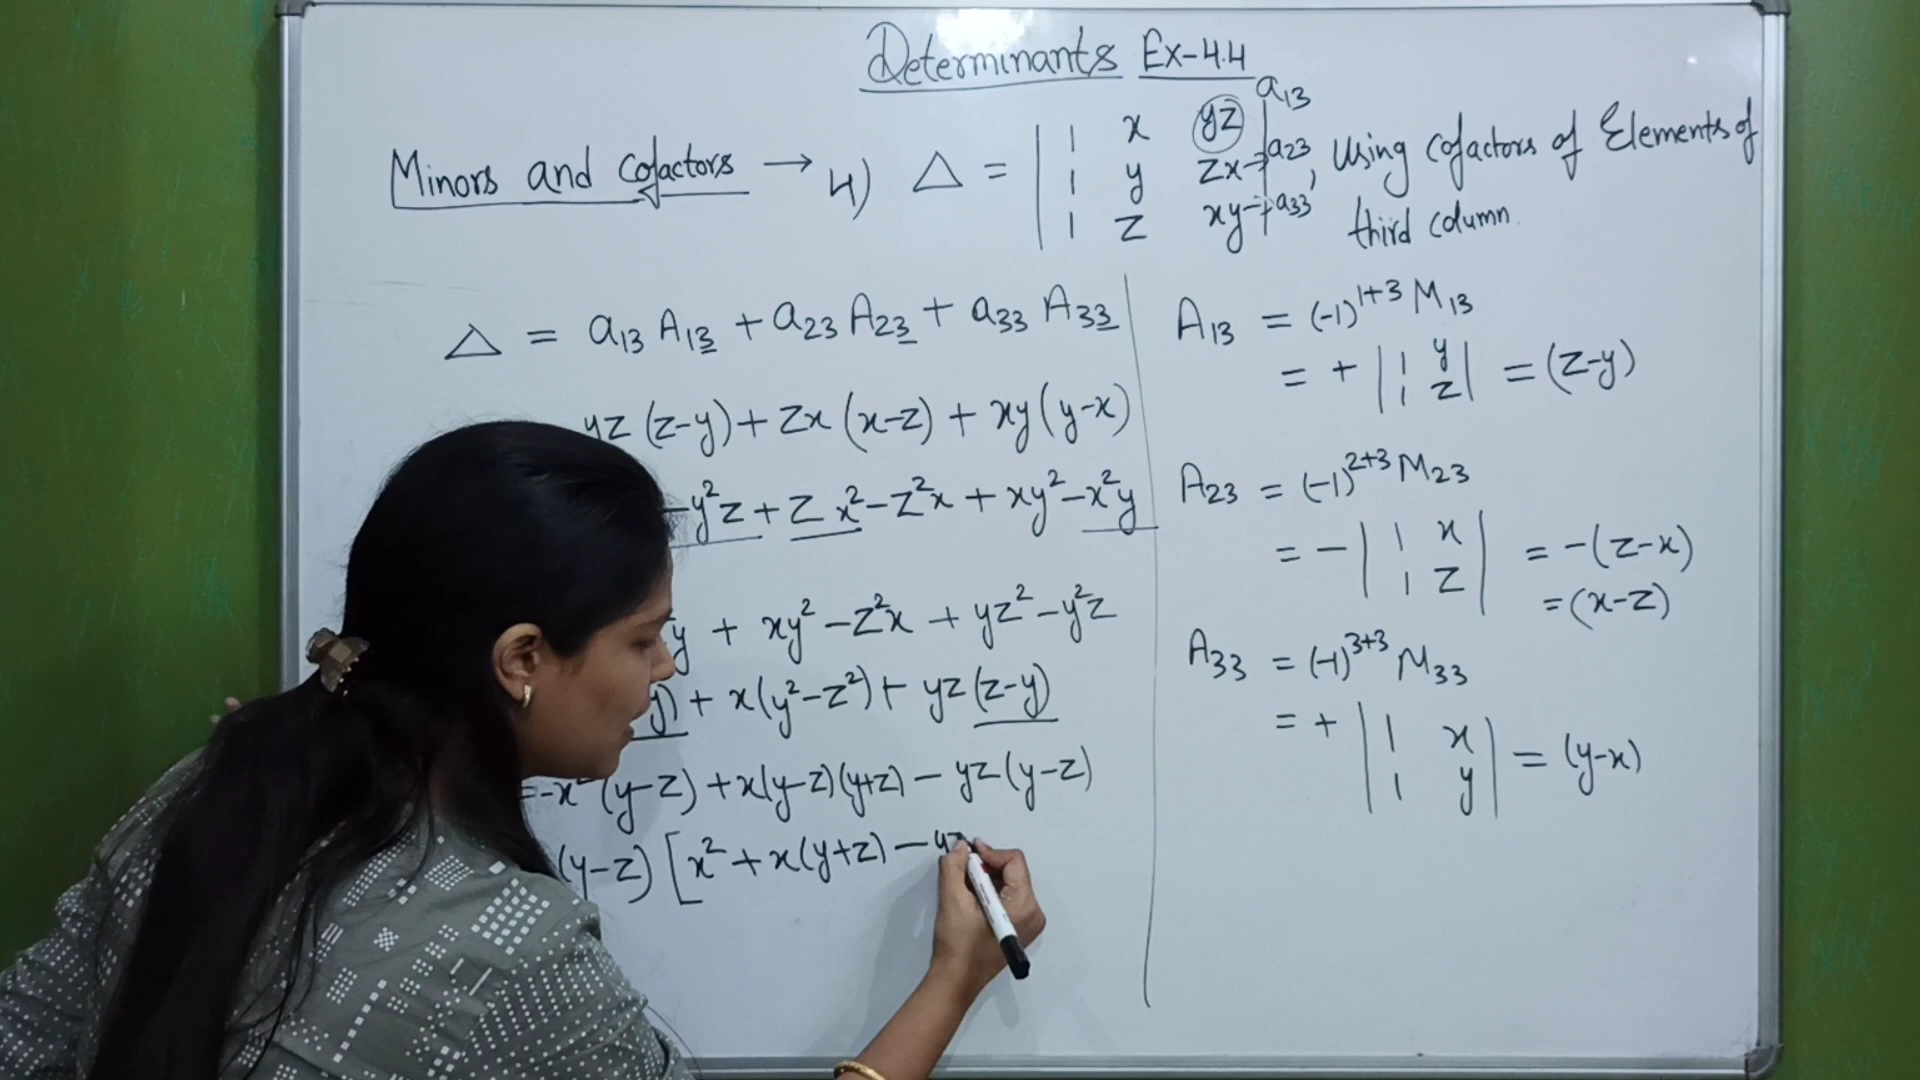 Determinants Ex-4.4
Minors and Cofactors → 4) Δ = | 1 x yz | a13
| 1 y zx → | a23 , Using Cofactors of Elements of
| 1 z xy → | a33 third column.
Δ = a13 A13 + a23 A23 + a33 A33
yz (z-y) + zx (x-z) + xy (y-x)
- y²z + zx² - z²x + xy² - x²y
y + xy² - z²x + yz² - y²z
y) + x(y² - z²) + yz (z-y)
= -x² (y-z) + x(y-z)(y+z) - yz (y-z)
(y-z) [x² + x(y+z) - yz
A13 = (-1)¹⁺³ M13
= + | 1 y | = (z-y)
| 1 z |
A23 = (-1)²⁺³ M23
= - | 1 x | = -(z-x)
| 1 z | = (x-z)
A33 = (-1)³⁺³ M33
= + | 1 x | = (y-x)
| 1 y |